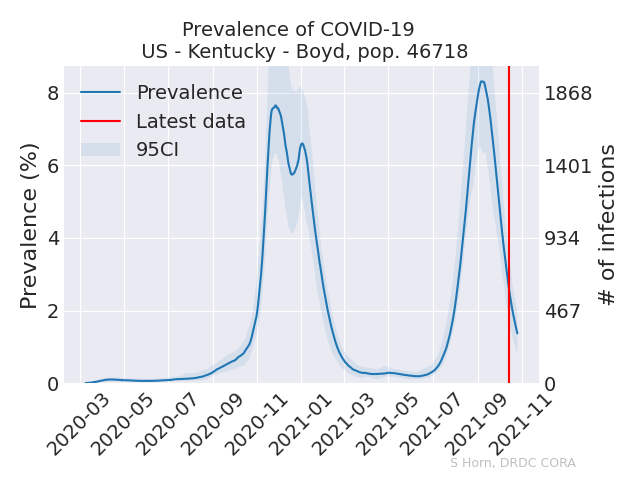 Prevalence of COVID-19
US - Kentucky - Boyd, pop. 46718
Prevalence
Latest data
95CI
Prevalence (%)
8
6
4
2
0
1868
1401
934
467
0
# of infections
2020-03
2020-05
2020-07
2020-09
2020-11
2021-01
2021-03
2021-05
2021-07
2021-09
2021-11
S Horn, DRDC CORA